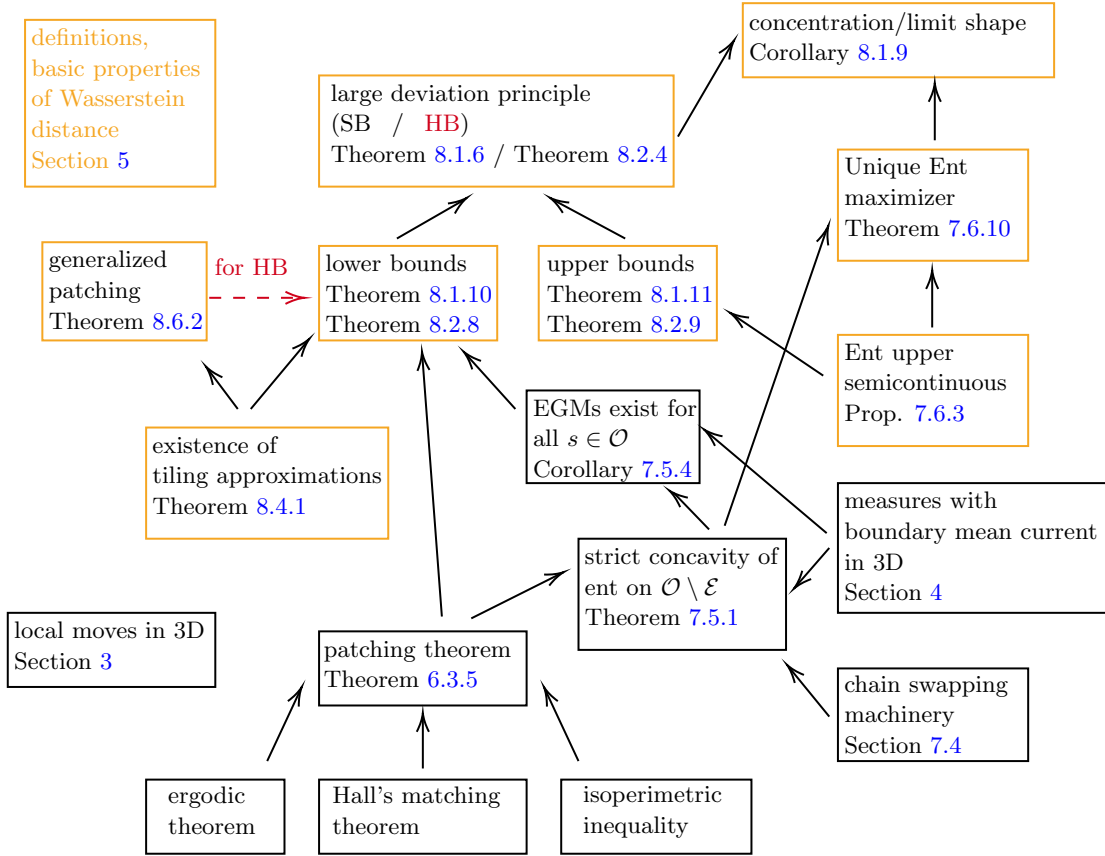 definitions,
basic properties
of Wasserstein
distance
Section 5
concentration/limit shape
Corollary 8.1.9
large deviation principle
(SB / HB)
Theorem 8.1.6 / Theorem 8.2.4
Unique Ent
maximizer
Theorem 7.6.10
generalized
patching
Theorem 8.6.2
for HB
lower bounds
Theorem 8.1.10
Theorem 8.2.8
upper bounds
Theorem 8.1.11
Theorem 8.2.9
Ent upper
semicontinuous
Prop. 7.6.3
EGMs exist for
all s ∈ 𝒪
Corollary 7.5.4
existence of
tiling approximations
Theorem 8.4.1
measures with
boundary mean current
in 3D
Section 4
strict concavity of
ent on 𝒪 \ ℰ
Theorem 7.5.1
local moves in 3D
Section 3
patching theorem
Theorem 6.3.5
chain swapping
machinery
Section 7.4
ergodic
theorem
Hall's matching
theorem
isoperimetric
inequality